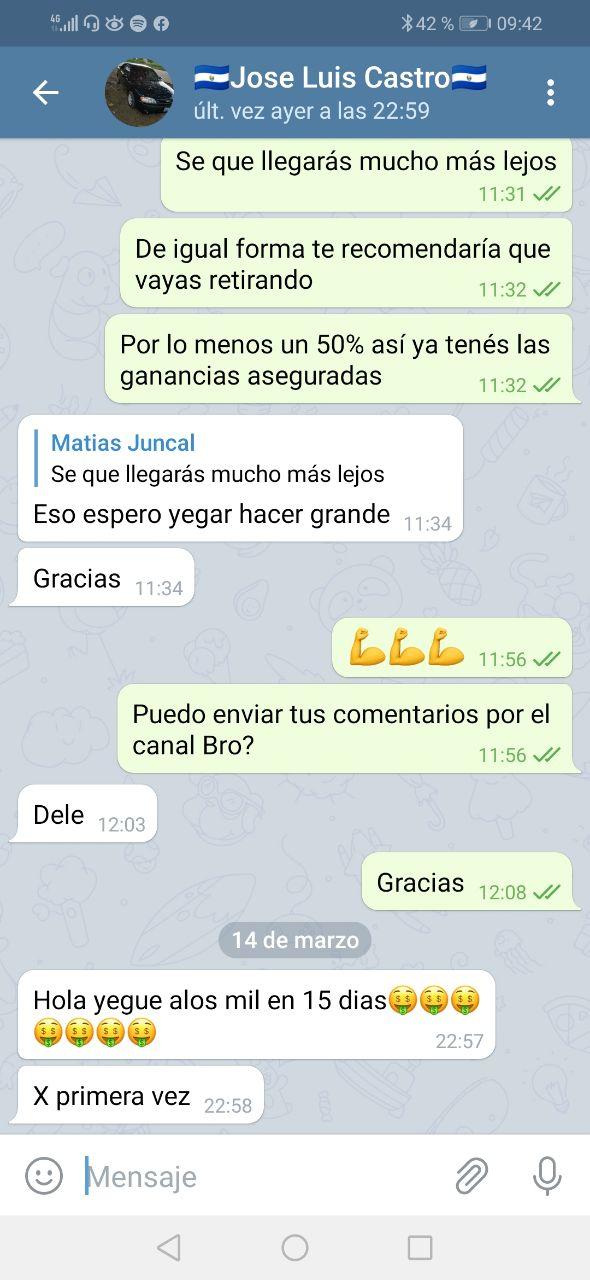 4G 42 % 09:42
🇸🇻Jose Luis Castro🇸🇻
últ. vez ayer a las 22:59
Se que llegarás mucho más lejos
11:31
De igual forma te recomendaría que
vayas retirando 11:32
Por lo menos un 50% así ya tenés las
ganancias aseguradas 11:32
Matias Juncal
Se que llegarás mucho más lejos
Eso espero yegar hacer grande 11:34
Gracias 11:34
💪💪💪 11:56
Puedo enviar tus comentarios por el
canal Bro? 11:56
Dele 12:03
Gracias 12:08
14 de marzo
Hola yegue alos mil en 15 dias🤑🤑🤑
🤑🤑🤑🤑 22:57
X primera vez 22:58
Mensaje